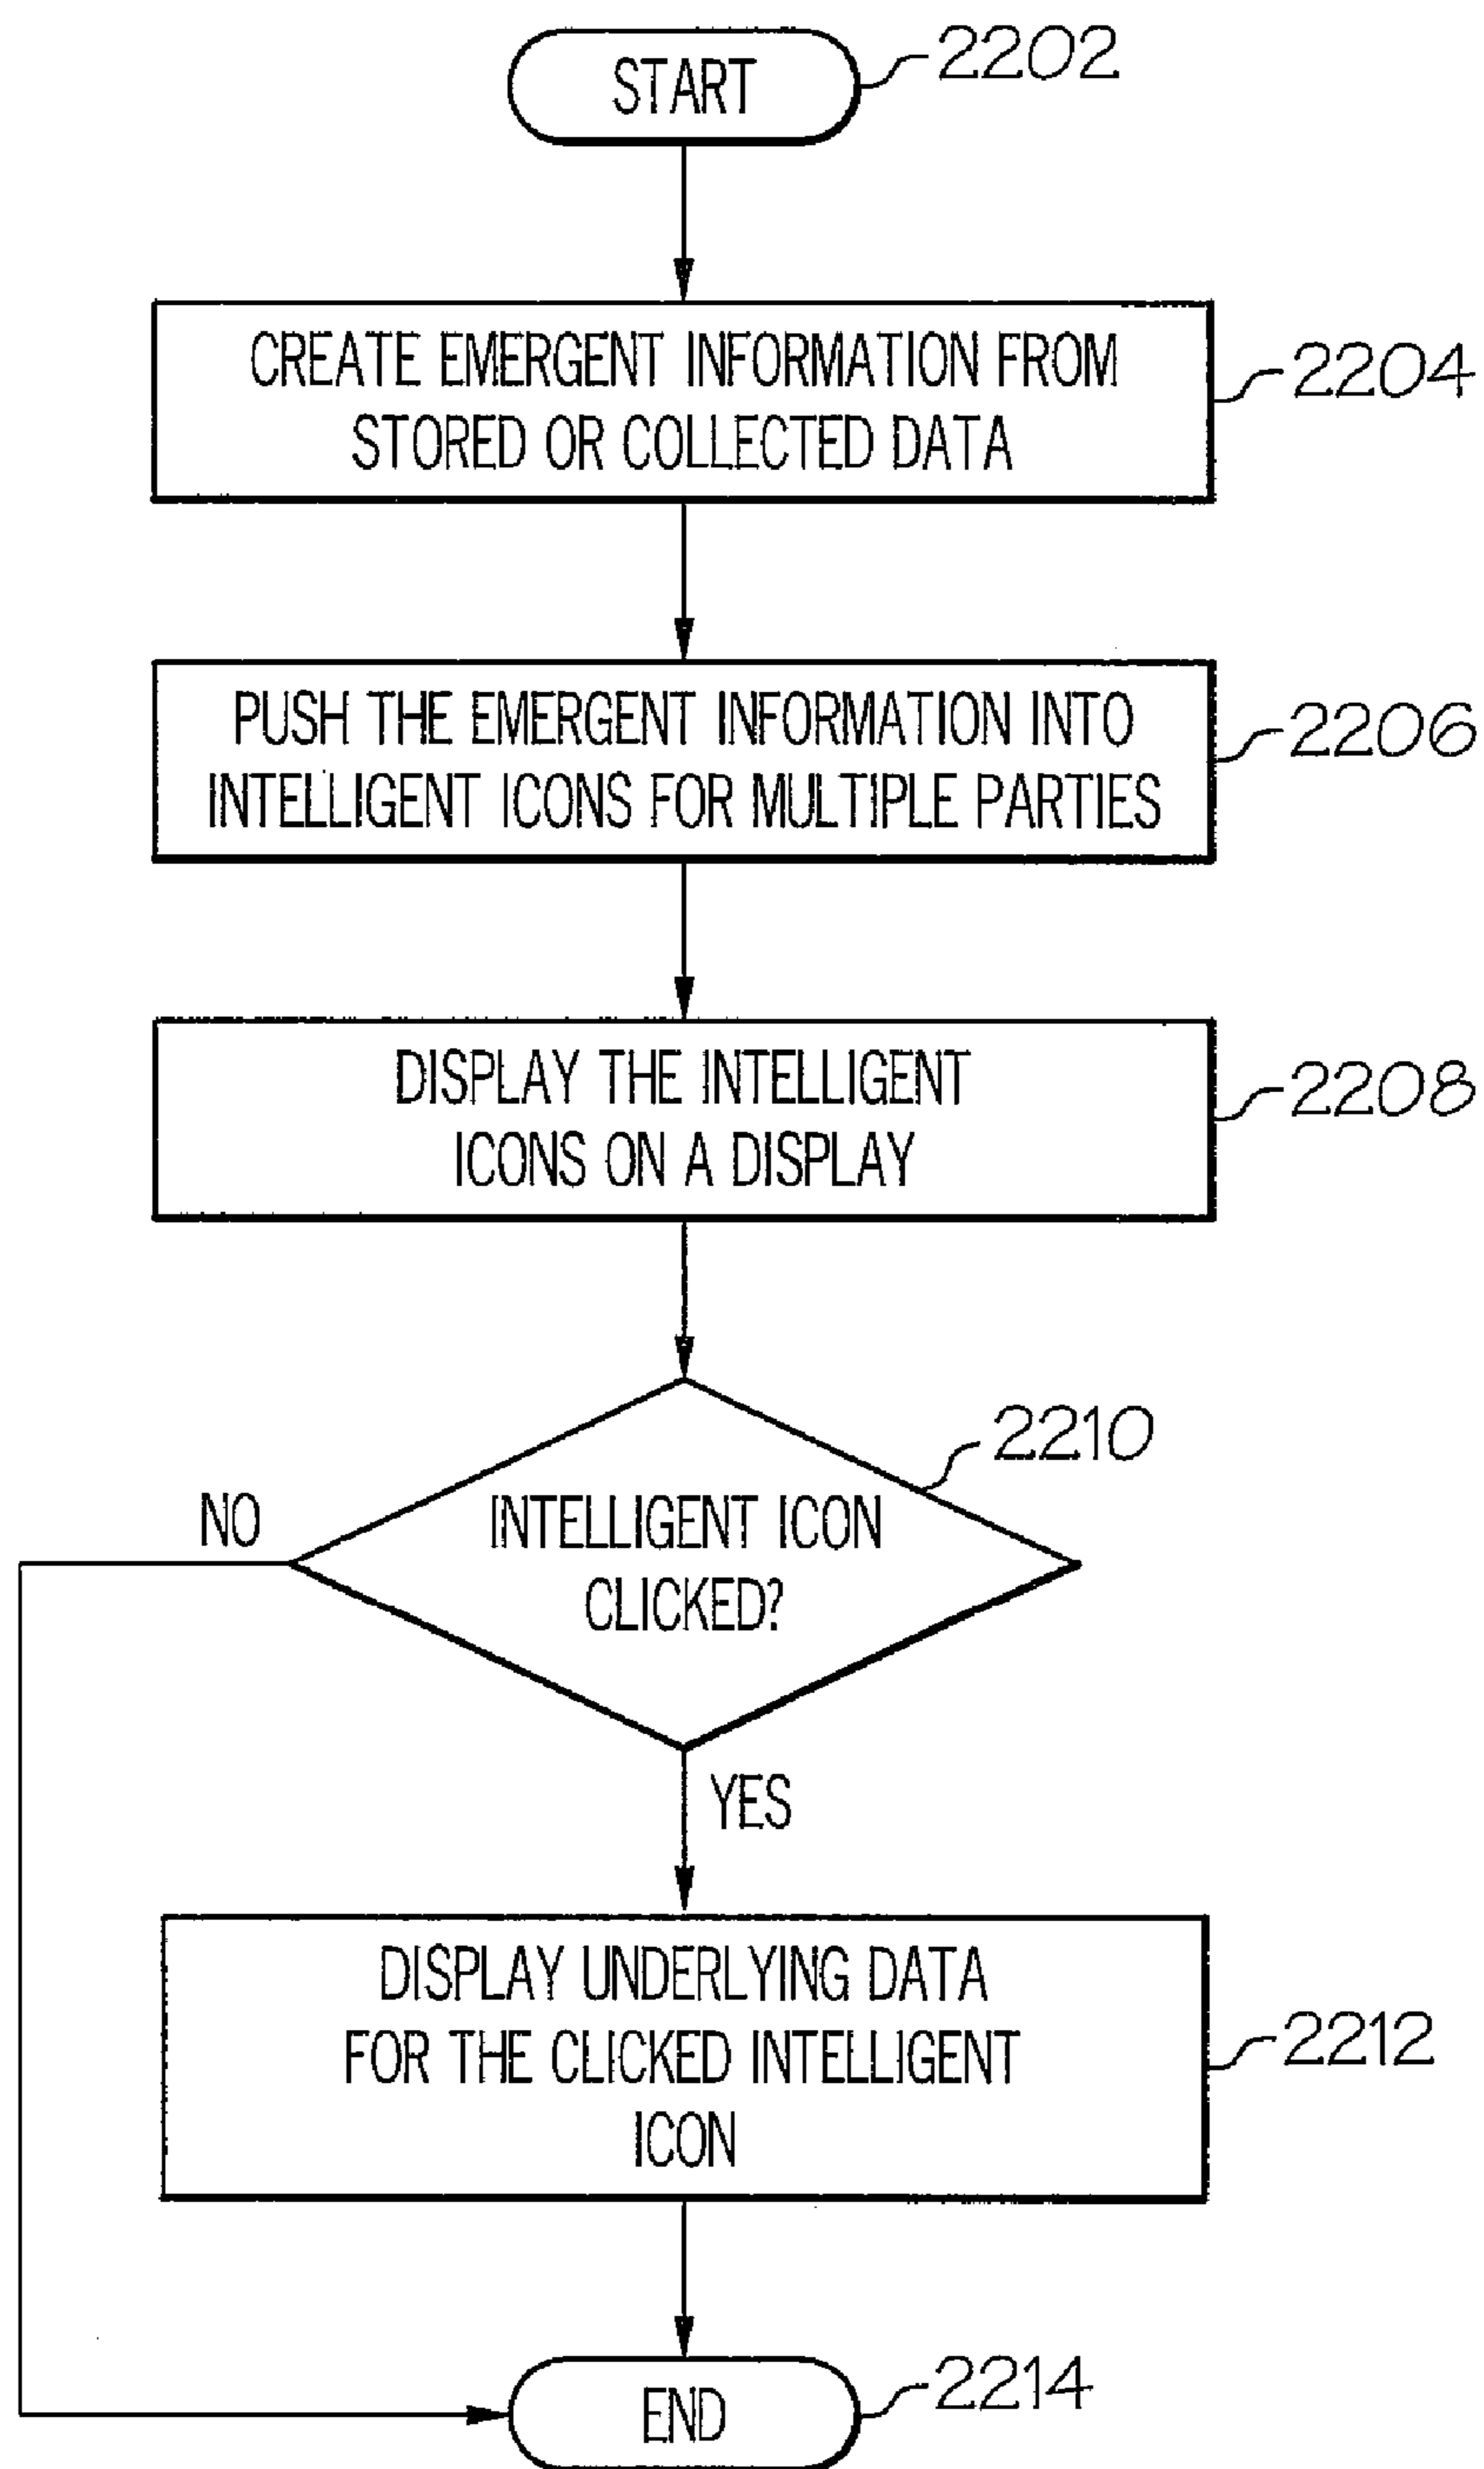 START
2202
CREATE EMERGENT INFORMATION FROM
STORED OR COLLECTED DATA
2204
PUSH THE EMERGENT INFORMATION INTO
INTELLIGENT ICONS FOR MULTIPLE PARTIES
2206
DISPLAY THE INTELLIGENT
ICONS ON A DISPLAY
2208
2210
NO
INTELLIGENT ICON
CLICKED?
YES
DISPLAY UNDERLYING DATA
FOR THE CLICKED INTELLIGENT
ICON
2212
END
2214